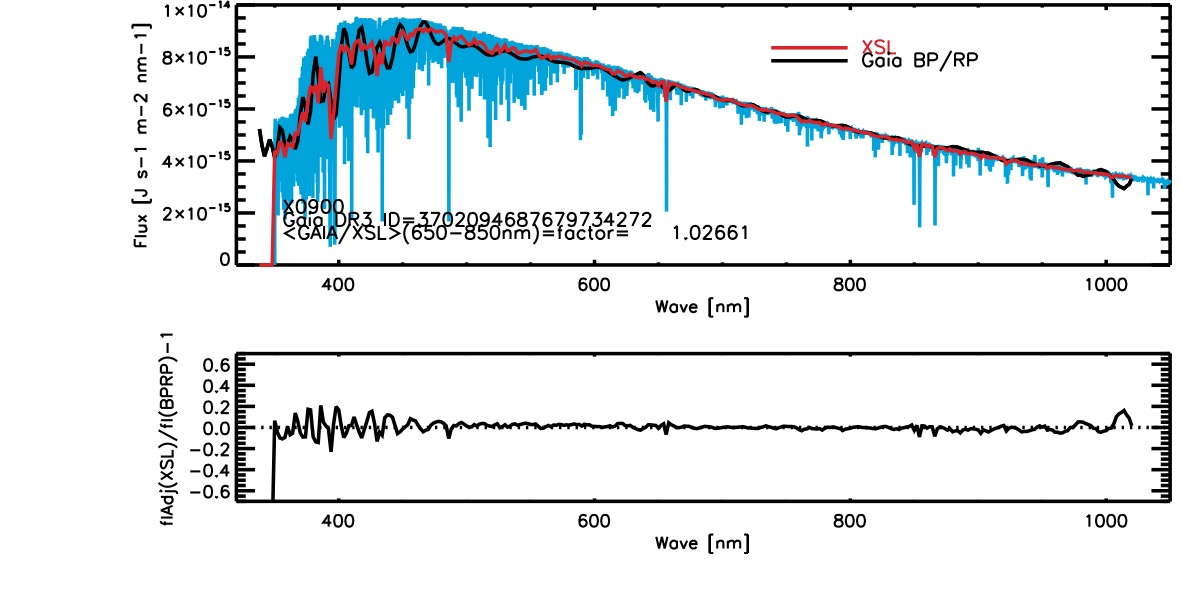 1×10−14
8×10−15
6×10−15
4×10−15
2×10−15
0
Flux [J s−1 m−2 nm−1]
XSL
Gaia BP/RP
X0900
Gaia DR3 ID=3702094687679734272
<GAIA/XSL>(650−850nm)=factor= 1.02661
400 600 800 1000
Wave [nm]
0.6
0.4
0.2
0.0
−0.2
−0.4
−0.6
flAdj(XSL)/fl(BPRP)−1
400 600 800 1000
Wave [nm]